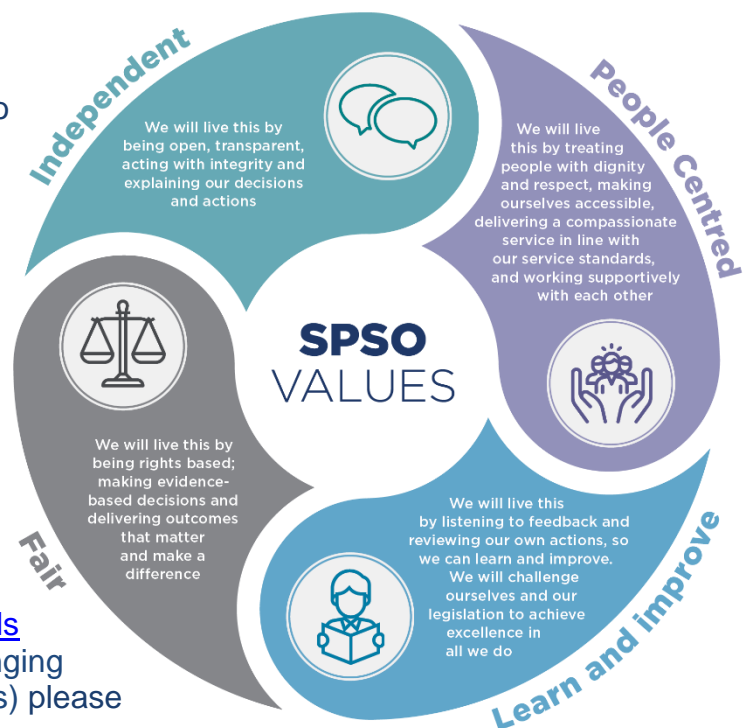 Independent
We will live this by
being open, transparent,
acting with integrity and
explaining our decisions
and actions
People Centred
We will live
this by treating
people with dignity
and respect, making
ourselves accessible,
delivering a compassionate
service in line with
our service standards,
and working supportively
with each other
SPSO
VALUES
Fair
We will live this by
being rights based;
making evidence-
based decisions and
delivering outcomes
that matter
and make a
difference
Learn and improve
We will live this
by listening to feedback and
reviewing our own actions, so
we can learn and improve.
We will challenge
ourselves and our
legislation to achieve
excellence in
all we do
s) please